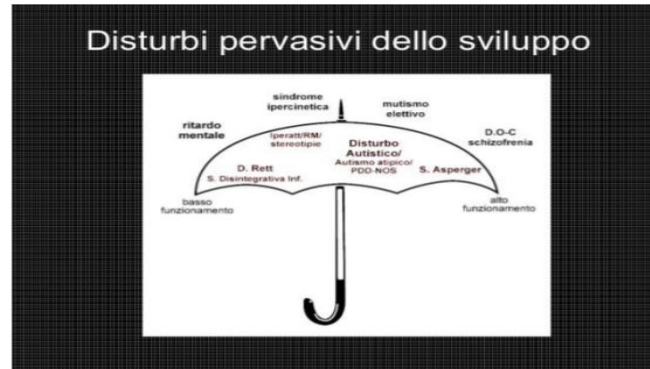 Disturbi pervasivi dello sviluppo
sindrome
ipercinetica
mutismo
elettivo
ritardo
mentale
D.O-C
schizofrenia
Iperatt/RM/
stereotipie
Disturbo
Autistico/
Autismo atipico/
PDD-NOS
D. Rett
S. Disintegrativa Inf.
S. Asperger
basso
funzionamento
alto
funzionamento